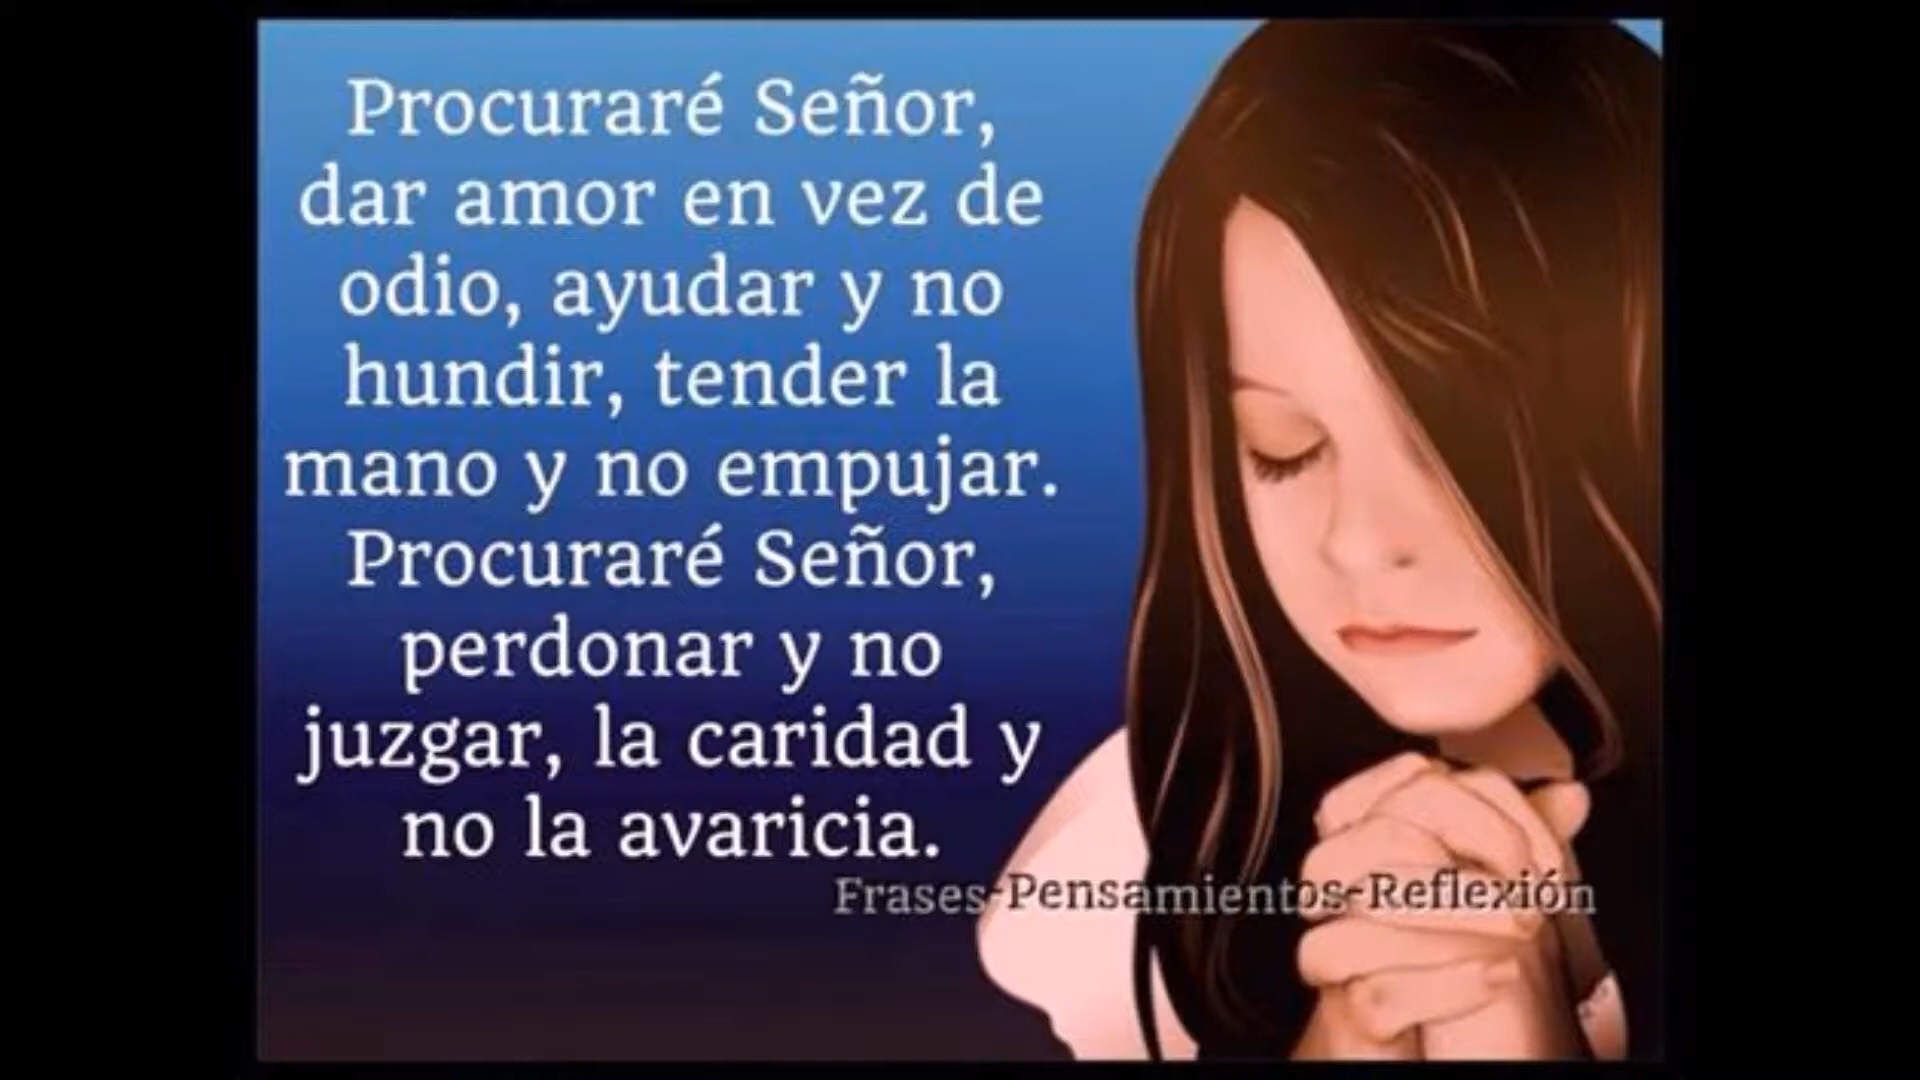 Procuraré Señor,
dar amor en vez de
odio, ayudar y no
hundir, tender la
mano y no empujar.
Procuraré Señor,
perdonar y no
juzgar, la caridad y
no la avaricia.
Frases-Pensamientos-Reflexión